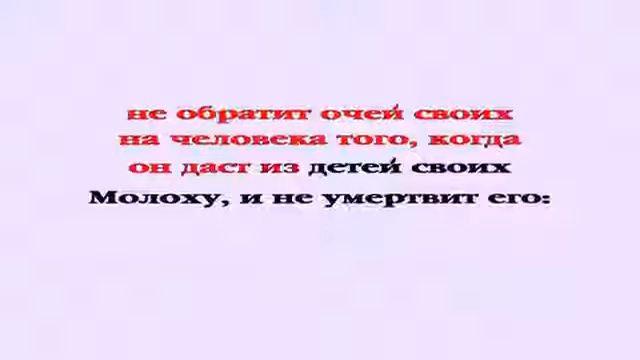 не обратит очей своих
на человека того, когда
он даст из детей своих
Молоху, и не умертвит его: